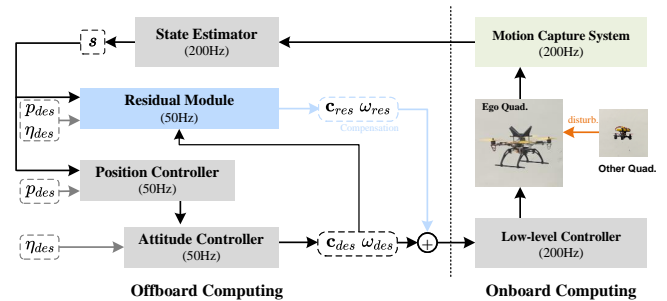 State Estimator
(200Hz)
s
Motion Capture System
(200Hz)
p_des
η_des
Residual Module
(50Hz)
c_res ω_res
Compensation
Ego Quad.
disturb.
Other Quad.
p_des
Position Controller
(50Hz)
η_des
Attitude Controller
(50Hz)
c_des ω_des
+
Low-level Controller
(200Hz)
Offboard Computing
Onboard Computing